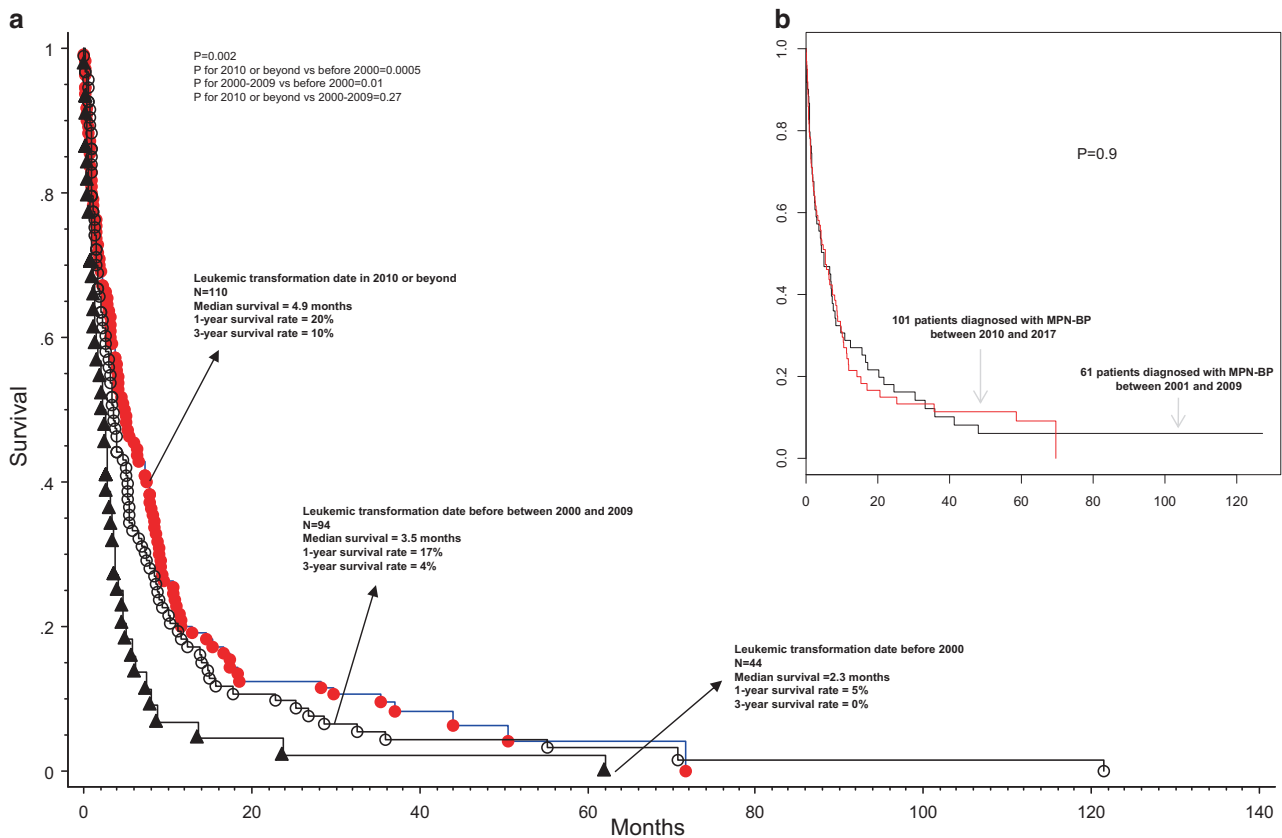 a
P=0.002
P for 2010 or beyond vs before 2000=0.0005
P for 2000-2009 vs before 2000=0.01
P for 2010 or beyond vs 2000-2009=0.27
Leukemic transformation date in 2010 or beyond
N=110
Median survival = 4.9 months
1-year survival rate = 20%
3-year survival rate = 10%
Leukemic transformation date before between 2000 and 2009
N=94
Median survival = 3.5 months
1-year survival rate = 17%
3-year survival rate = 4%
Leukemic transformation date before 2000
N=44
Median survival =2.3 months
1-year survival rate = 5%
3-year survival rate = 0%
Survival
1
.8
.6
.4
.2
0
0 20 40 60 80 100 120 140
Months
b
P=0.9
101 patients diagnosed with MPN-BP
between 2010 and 2017
61 patients diagnosed with MPN-BP
between 2001 and 2009
1.0
0.8
0.6
0.4
0.2
0.0
0 20 40 60 80 100 120